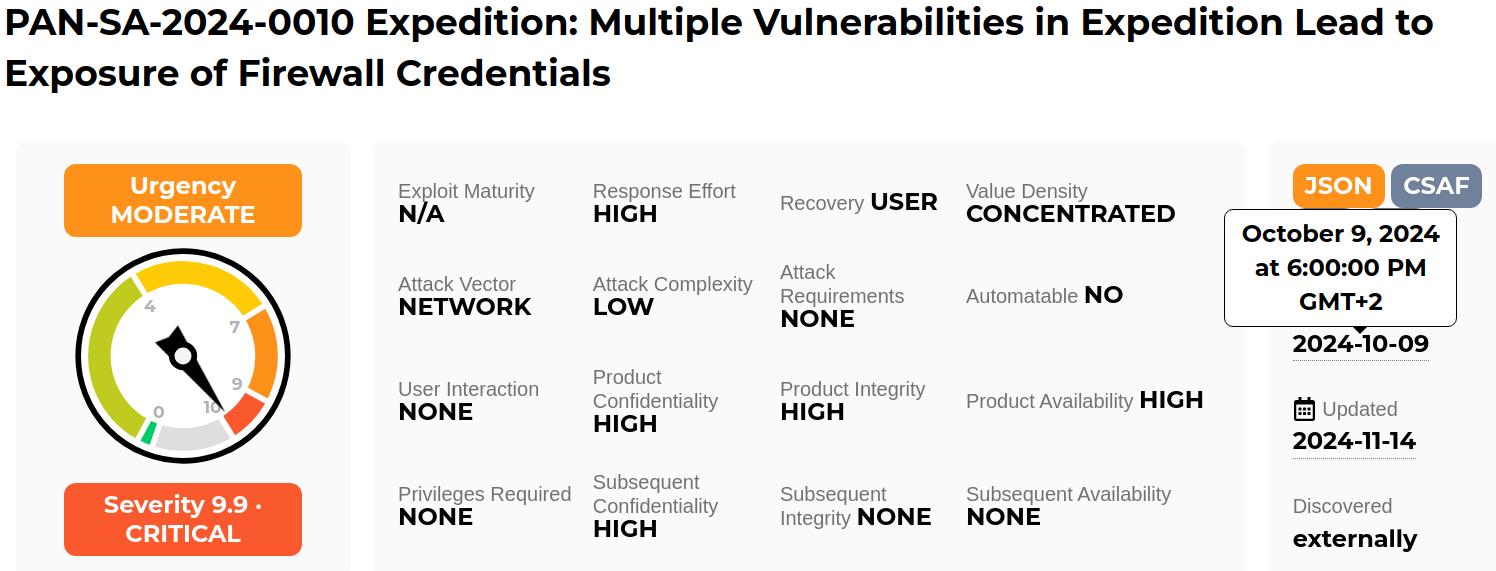 PAN-SA-2024-0010 Expedition: Multiple Vulnerabilities in Expedition Lead to
Exposure of Firewall Credentials
Urgency
MODERATE
4
7
9
10
0
Severity 9.9 ·
CRITICAL
Exploit Maturity
N/A
Response Effort
HIGH
Recovery USER
Value Density
CONCENTRATED
Attack Vector
NETWORK
Attack Complexity
LOW
Attack
Requirements
NONE
Automatable NO
User Interaction
NONE
Product
Confidentiality
HIGH
Product Integrity
HIGH
Product Availability HIGH
Privileges Required
NONE
Subsequent
Confidentiality
HIGH
Subsequent
Integrity NONE
Subsequent Availability
NONE
JSON CSAF
October 9, 2024
at 6:00:00 PM
GMT+2
2024-10-09
Updated
2024-11-14
Discovered
externally